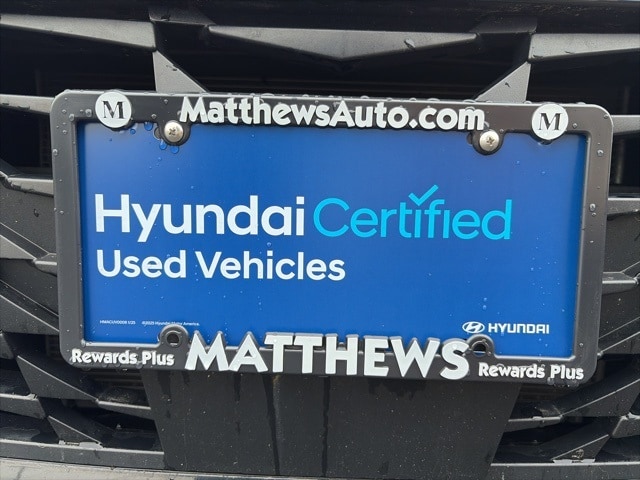 M MatthewsAuto.com M
Hyundai Certified
Used Vehicles
HYUNDAI
Rewards Plus MATTHEWS Rewards Plus